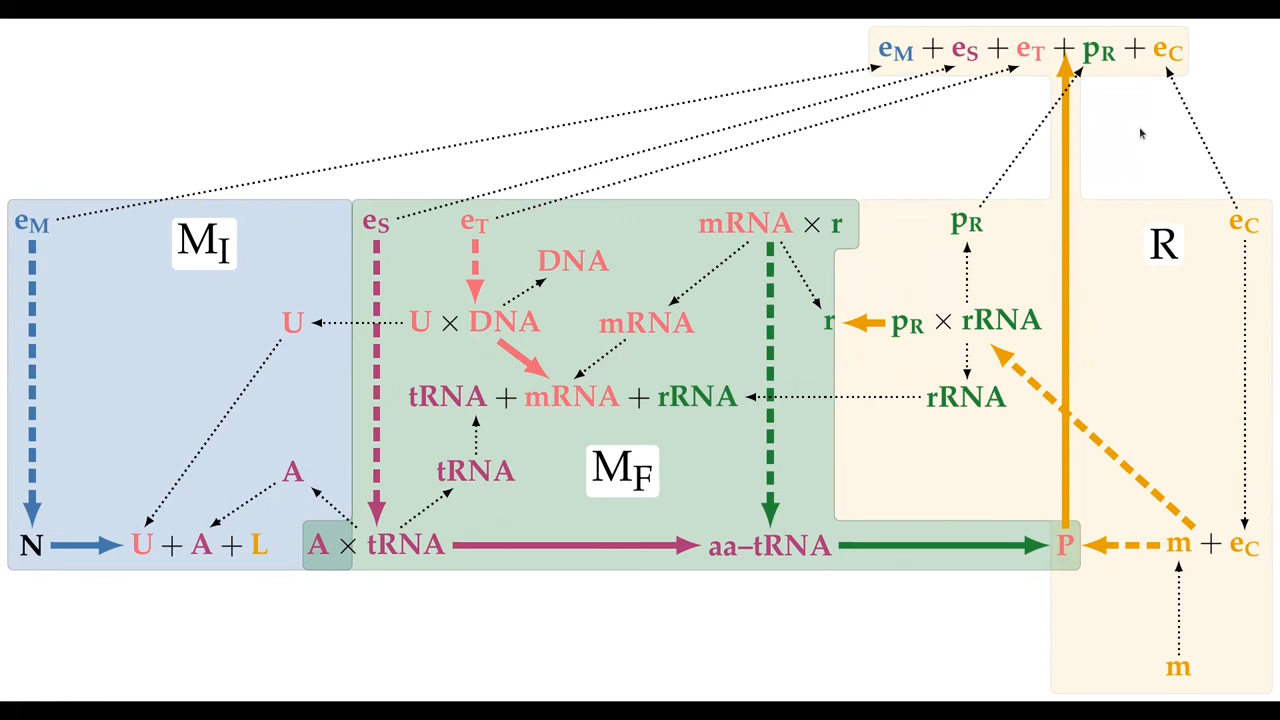 e_M + e_S + e_T + p_R + e_C
e_M M_I e_S e_T mRNA × r p_R e_C
R
DNA
U U × DNA mRNA r p_R × rRNA
tRNA + mRNA + rRNA rRNA
A tRNA M_F
N U + A + L A × tRNA aa–tRNA P m + e_C
m